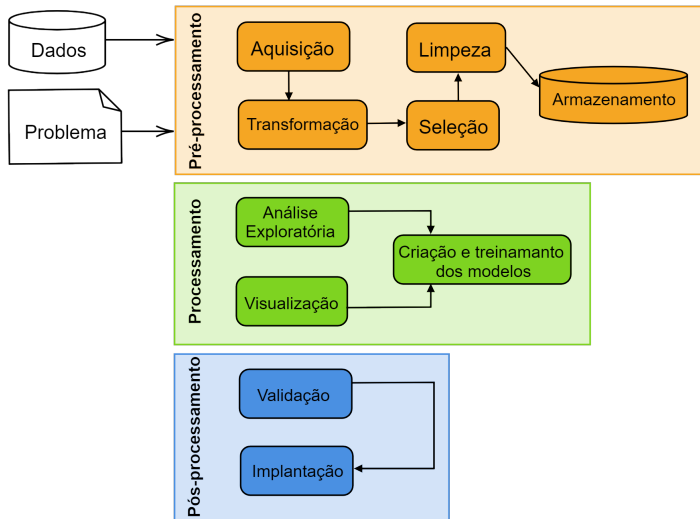 Dados
Problema
Pré-processamento
Aquisição
Transformação
Seleção
Limpeza
Armazenamento
Processamento
Análise
Exploratória
Visualização
Criação e treinamanto
dos modelos
Pós-processamento
Validação
Implantação